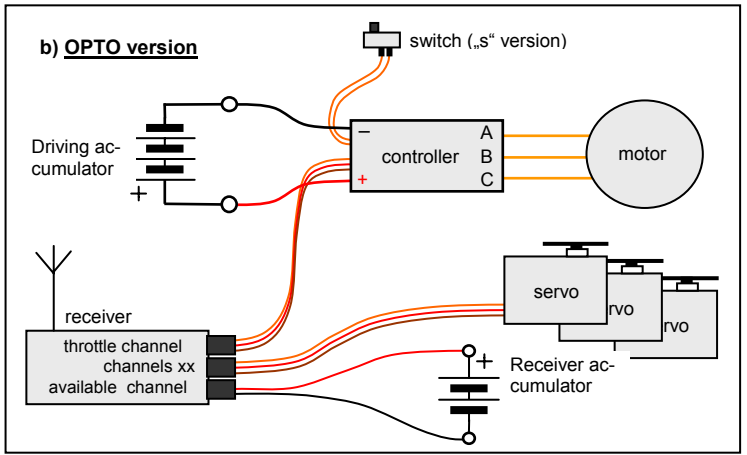 b) OPTO version
switch („s“ version)
Driving ac-
cumulator
+
−
+
controller
A
B
C
motor
receiver
throttle channel
channels xx
available channel
servo
rvo
rvo
+
Receiver ac-
cumulator